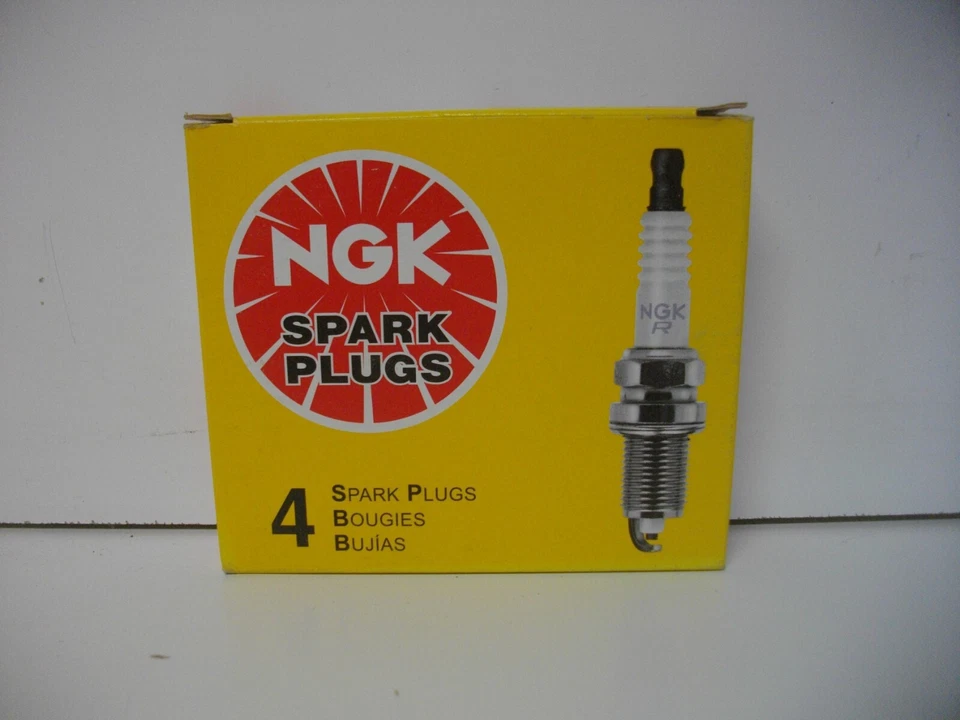 NGK
SPARK
PLUGS
NGK
R
4
SPARK PLUGS
BOUGIES
BUJÍAS